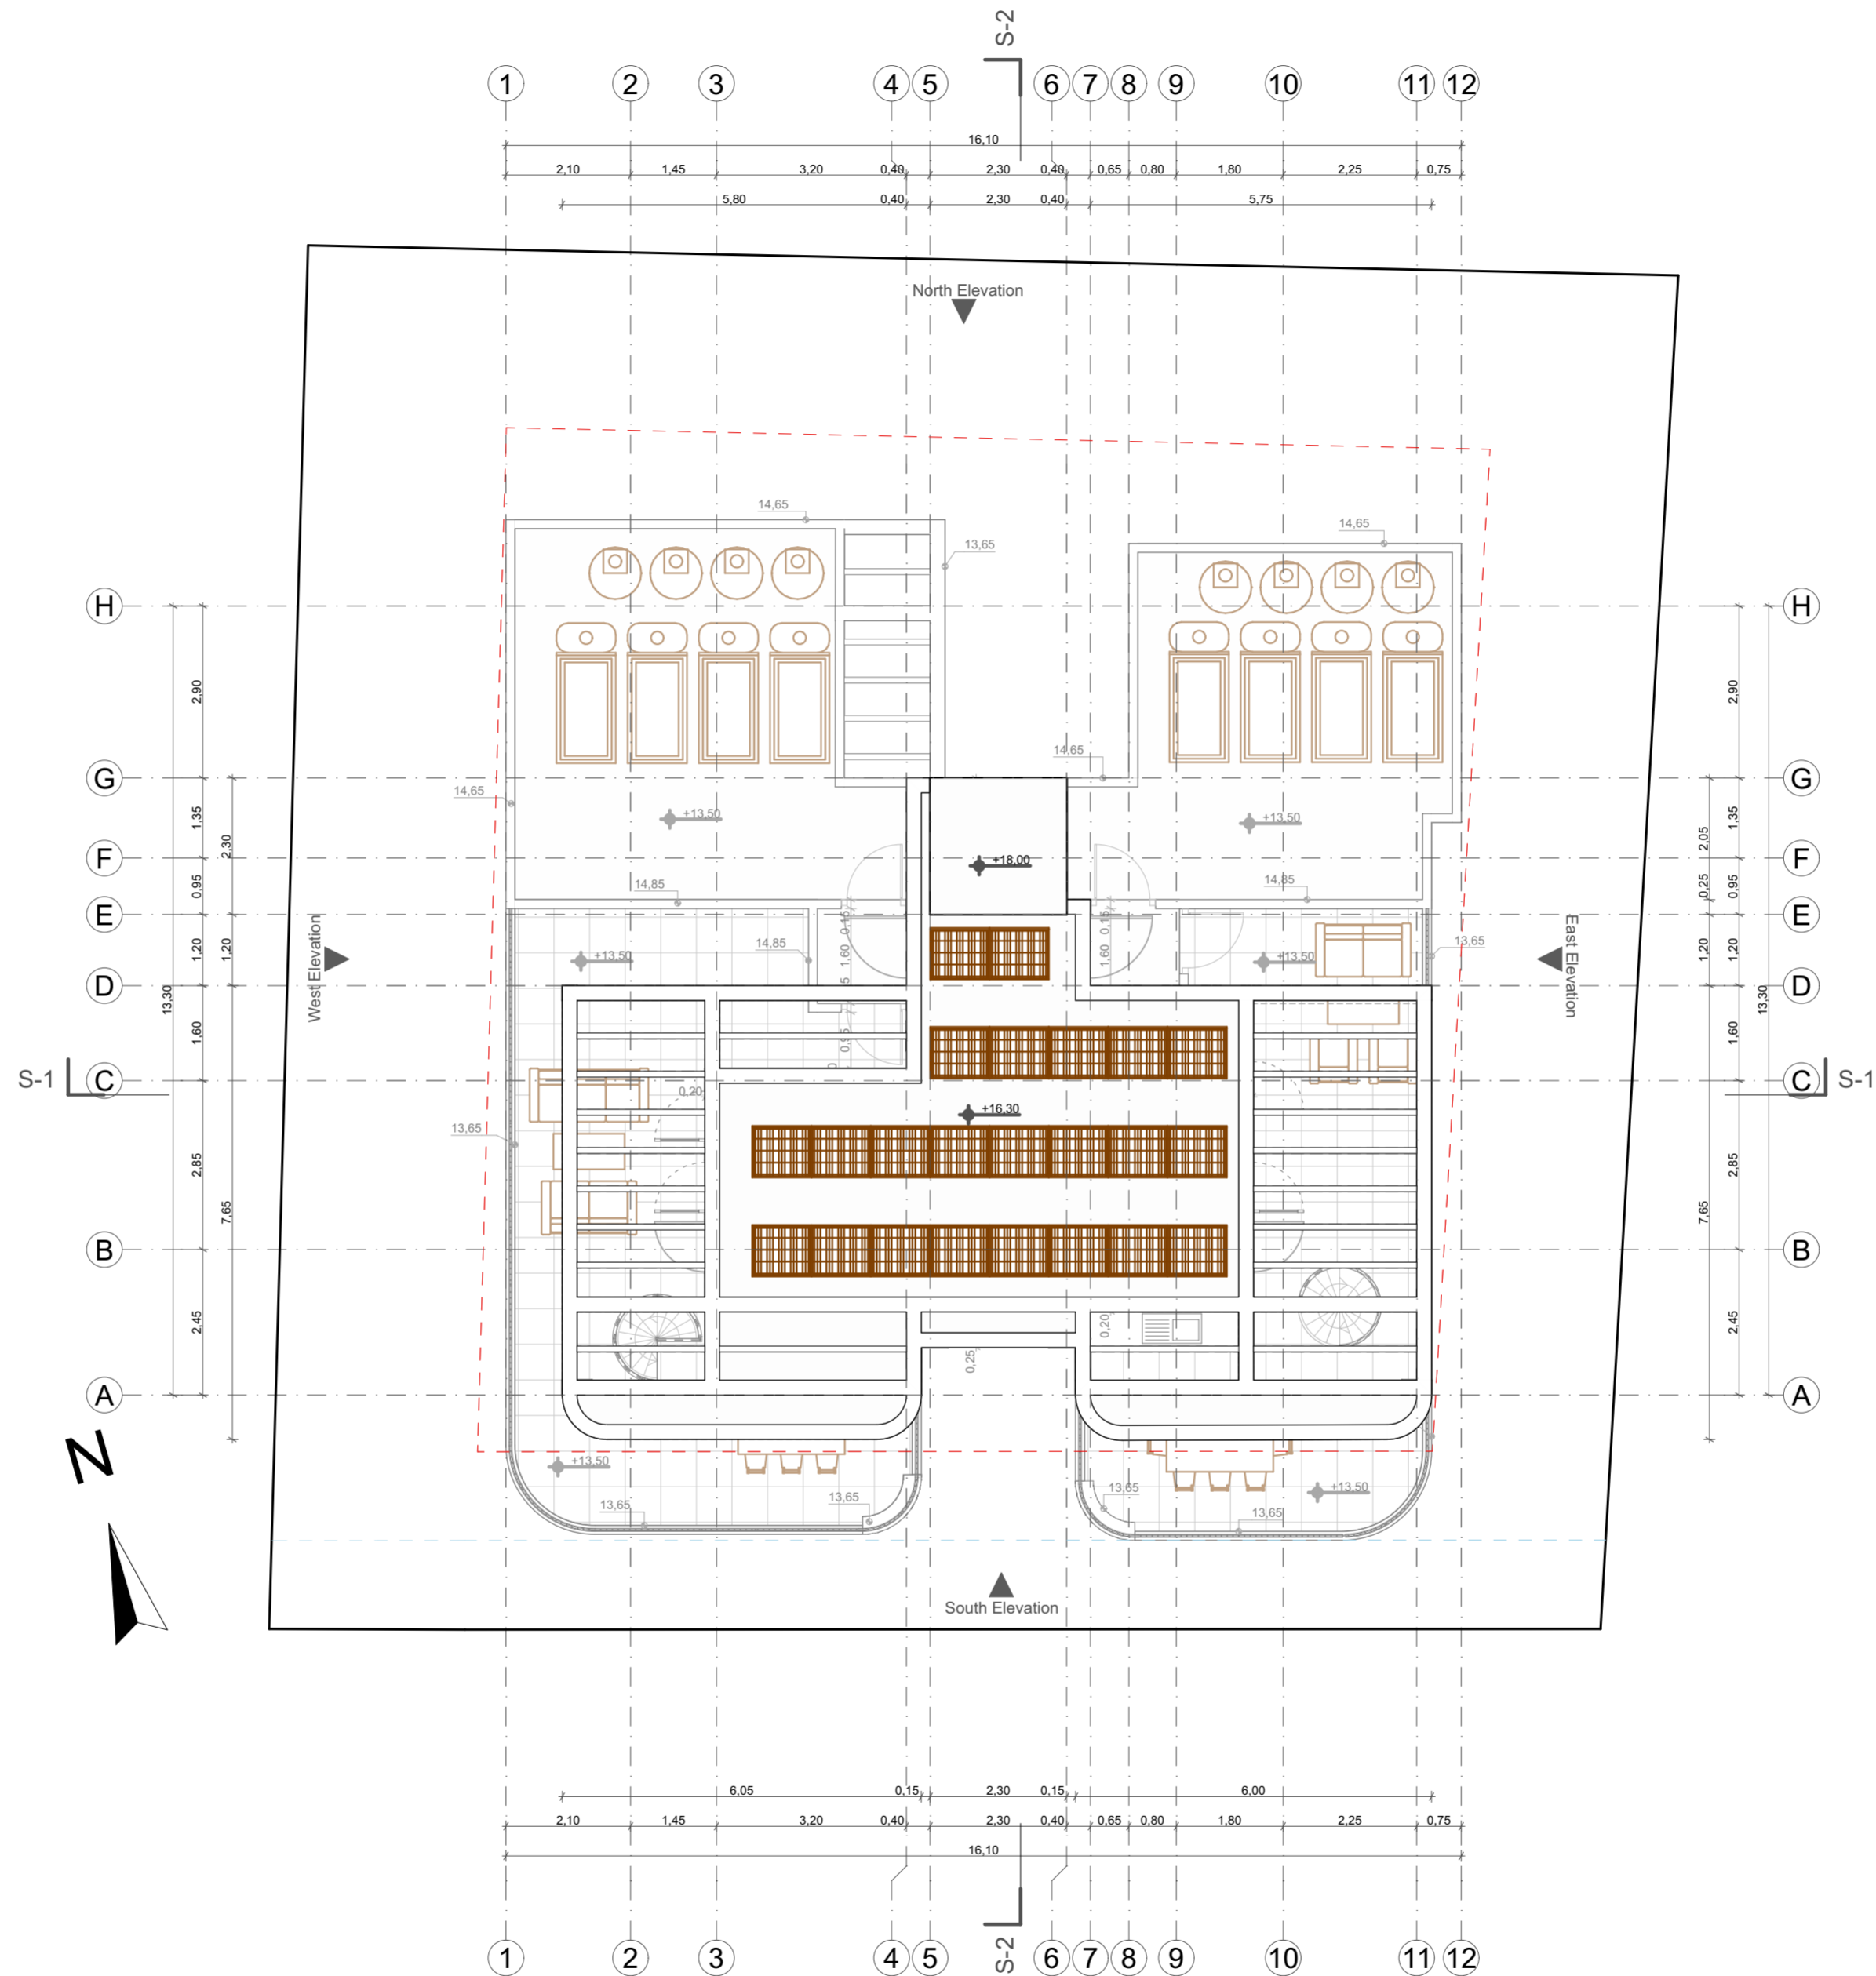 S-2
1 2 3 4 5 6 7 8 9 10 11 12
16,10
2,10 1,45 3,20 0,40 2,30 0,40 0,65 0,80 1,80 2,25 0,75
5,80 0,40 2,30 0,40 5,75
North Elevation
14,65
14,65
13,65
H H
2,90 2,90
14,65
G G
14,65
+13,50 +13,50
1,35 2,30 2,05 1,35
F F
+18,00
0,95 14,85 14,85 0,25 0,95
E E
0,15 0,15
West Elevation
East Elevation
1,20 1,20 +13,50 14,85 1,60 1,60 +13,50 13,65 1,20 1,20
D D
13,30 13,30
1,60 0,95 1,60
S-1 C C S-1
0,20
+16,30
13,65
2,85 7,65 7,65 2,85
B B
2,45 0,20 2,45
0,25
A A
N
+13,50 +13,50
13,65 13,65 13,65 13,65
South Elevation
6,05 0,15 2,30 0,15 6,00
2,10 1,45 3,20 0,40 2,30 0,40 0,65 0,80 1,80 2,25 0,75
16,10
S-2
1 2 3 4 5 6 7 8 9 10 11 12